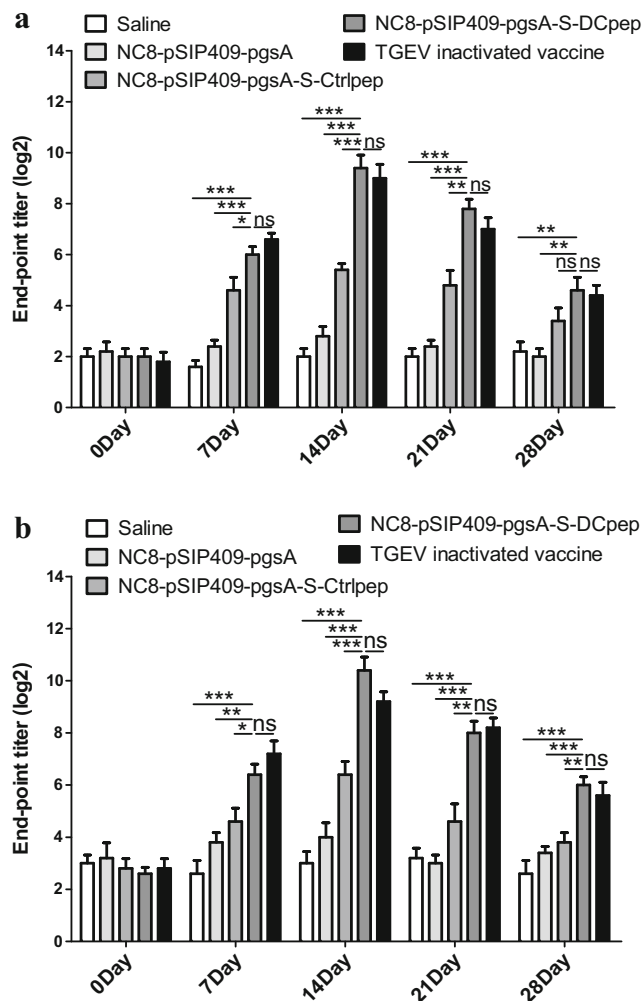 a
Saline
NC8-pSIP409-pgsA-S-DCpep
NC8-pSIP409-pgsA
TGEV inactivated vaccine
NC8-pSIP409-pgsA-S-Ctrlpep
End-point titer (log2)
14
12
10
8
6
4
2
0
***
***
* ns
***
***
*** ns
***
***
** ns
**
**
ns ns
0Day
7Day
14Day
21Day
28Day
b
Saline
NC8-pSIP409-pgsA-S-DCpep
NC8-pSIP409-pgsA
TGEV inactivated vaccine
NC8-pSIP409-pgsA-S-Ctrlpep
End-point titer (log2)
14
12
10
8
6
4
2
0
***
**
* ns
***
***
*** ns
***
***
** ns
***
***
** ns
0Day
7Day
14Day
21Day
28Day